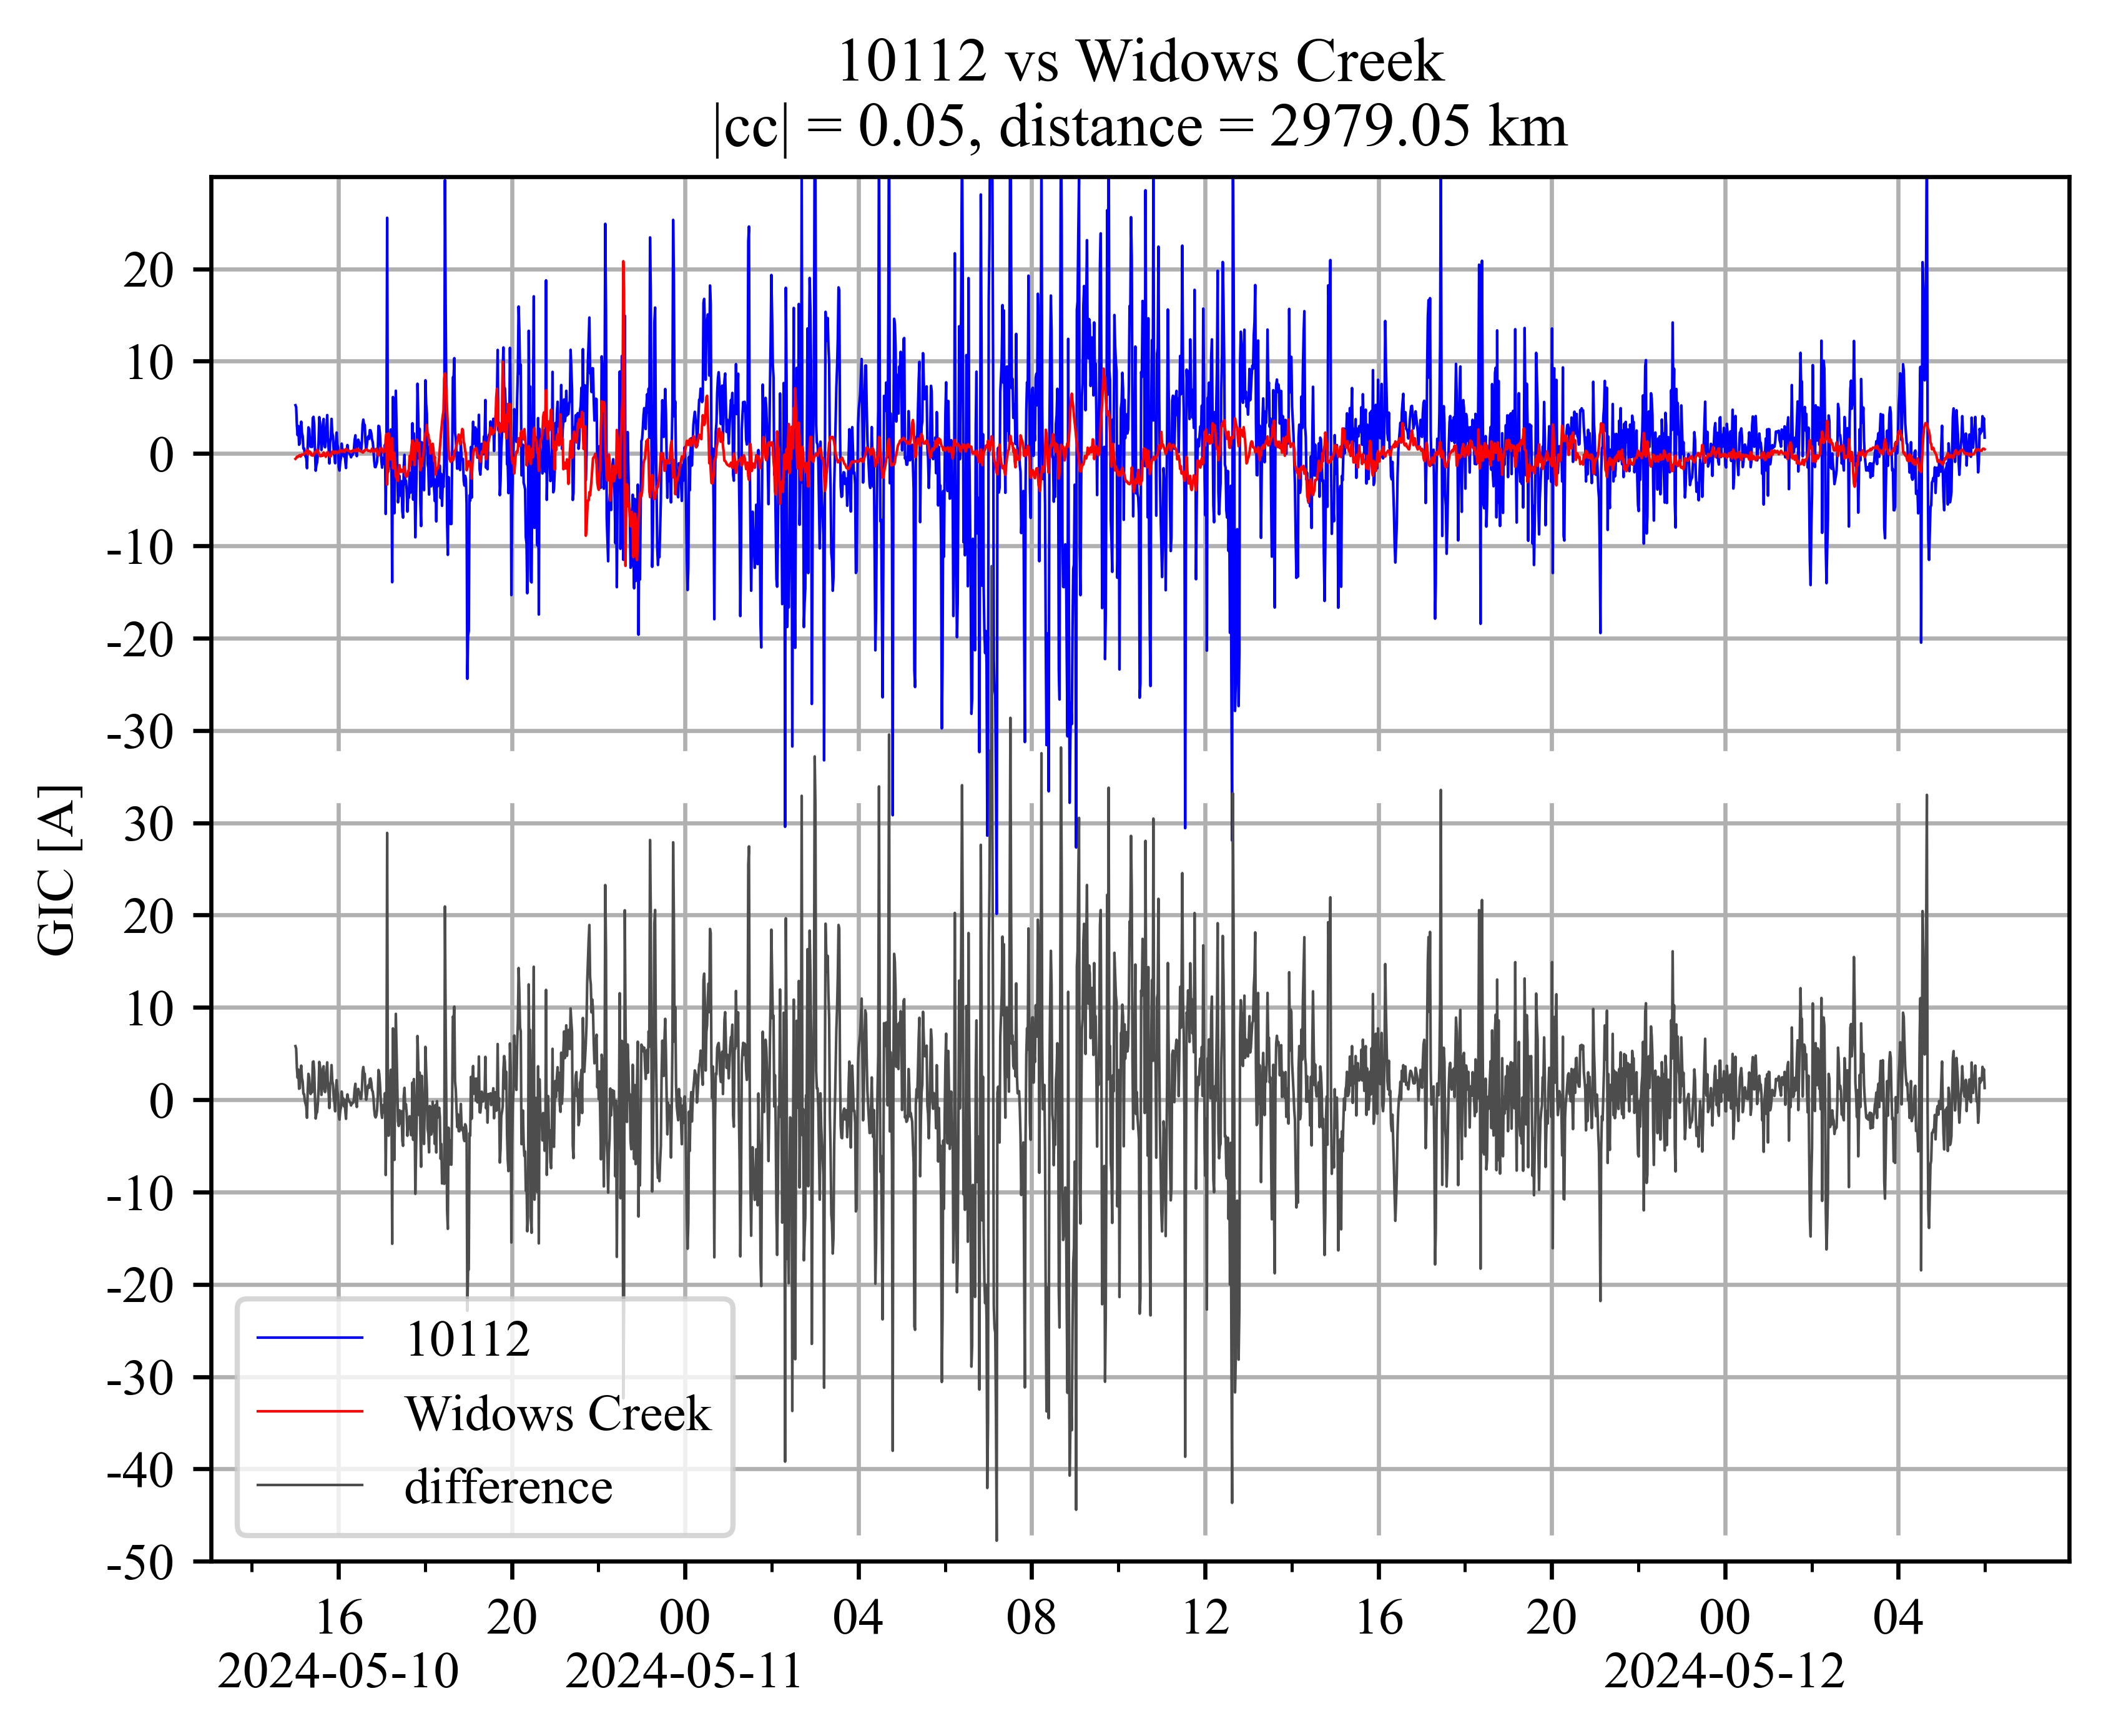 10112 vs Widows Creek
|cc| = 0.05, distance = 2979.05 km
GIC [A]
20
10
0
-10
-20
-30
30
20
10
0
-10
-20
-30
-40
-50
10112
Widows Creek
difference
16 20 00 04 08 12 16 20 00 04
2024-05-10 2024-05-11 2024-05-12